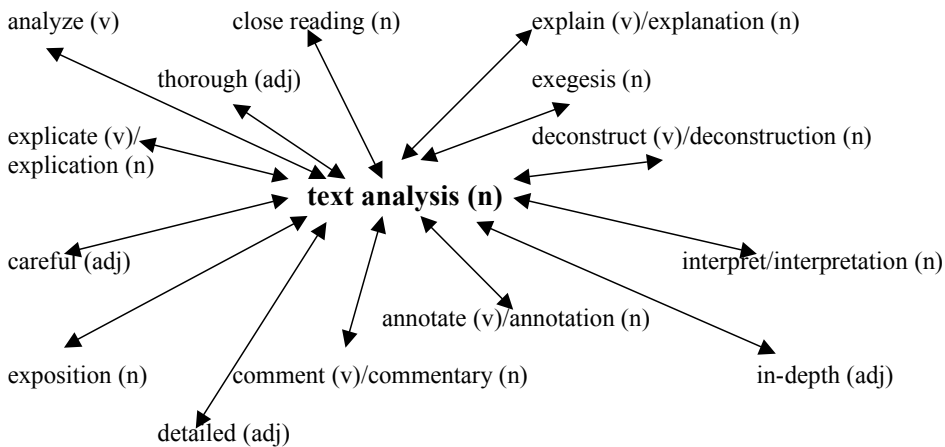 analyze (v)
close reading (n)
explain (v)/explanation (n)
thorough (adj)
exegesis (n)
explicate (v)/
explication (n)
deconstruct (v)/deconstruction (n)
text analysis (n)
careful (adj)
interpret/interpretation (n)
annotate (v)/annotation (n)
exposition (n)
comment (v)/commentary (n)
in-depth (adj)
detailed (adj)